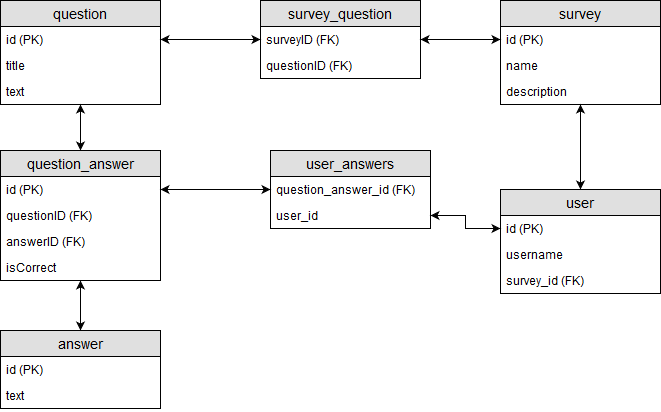 question
id (PK)
title
text
survey_question
surveyID (FK)
questionID (FK)
survey
id (PK)
name
description
question_answer
id (PK)
questionID (FK)
answerID (FK)
isCorrect
user_answers
question_answer_id (FK)
user_id
user
id (PK)
username
survey_id (FK)
answer
id (PK)
text